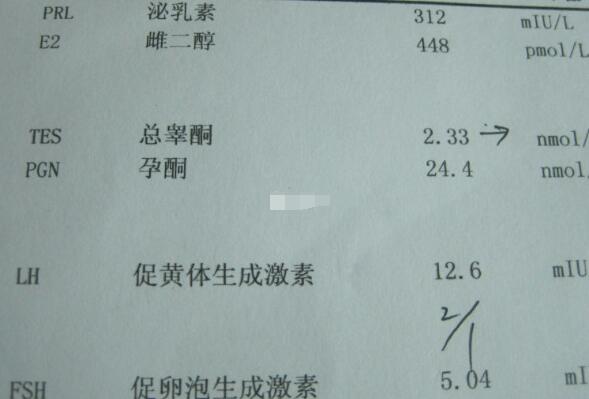 PRL 泌乳素 312 mIU/L
E2 雌二醇 448 pmol/L
TES 总睾酮 2.33 → nmol/
PGN 孕酮 24.4 nmol
LH 促黄体生成激素 12.6 mIU
2/1
FSH 促卵泡生成激素 5.04 mI